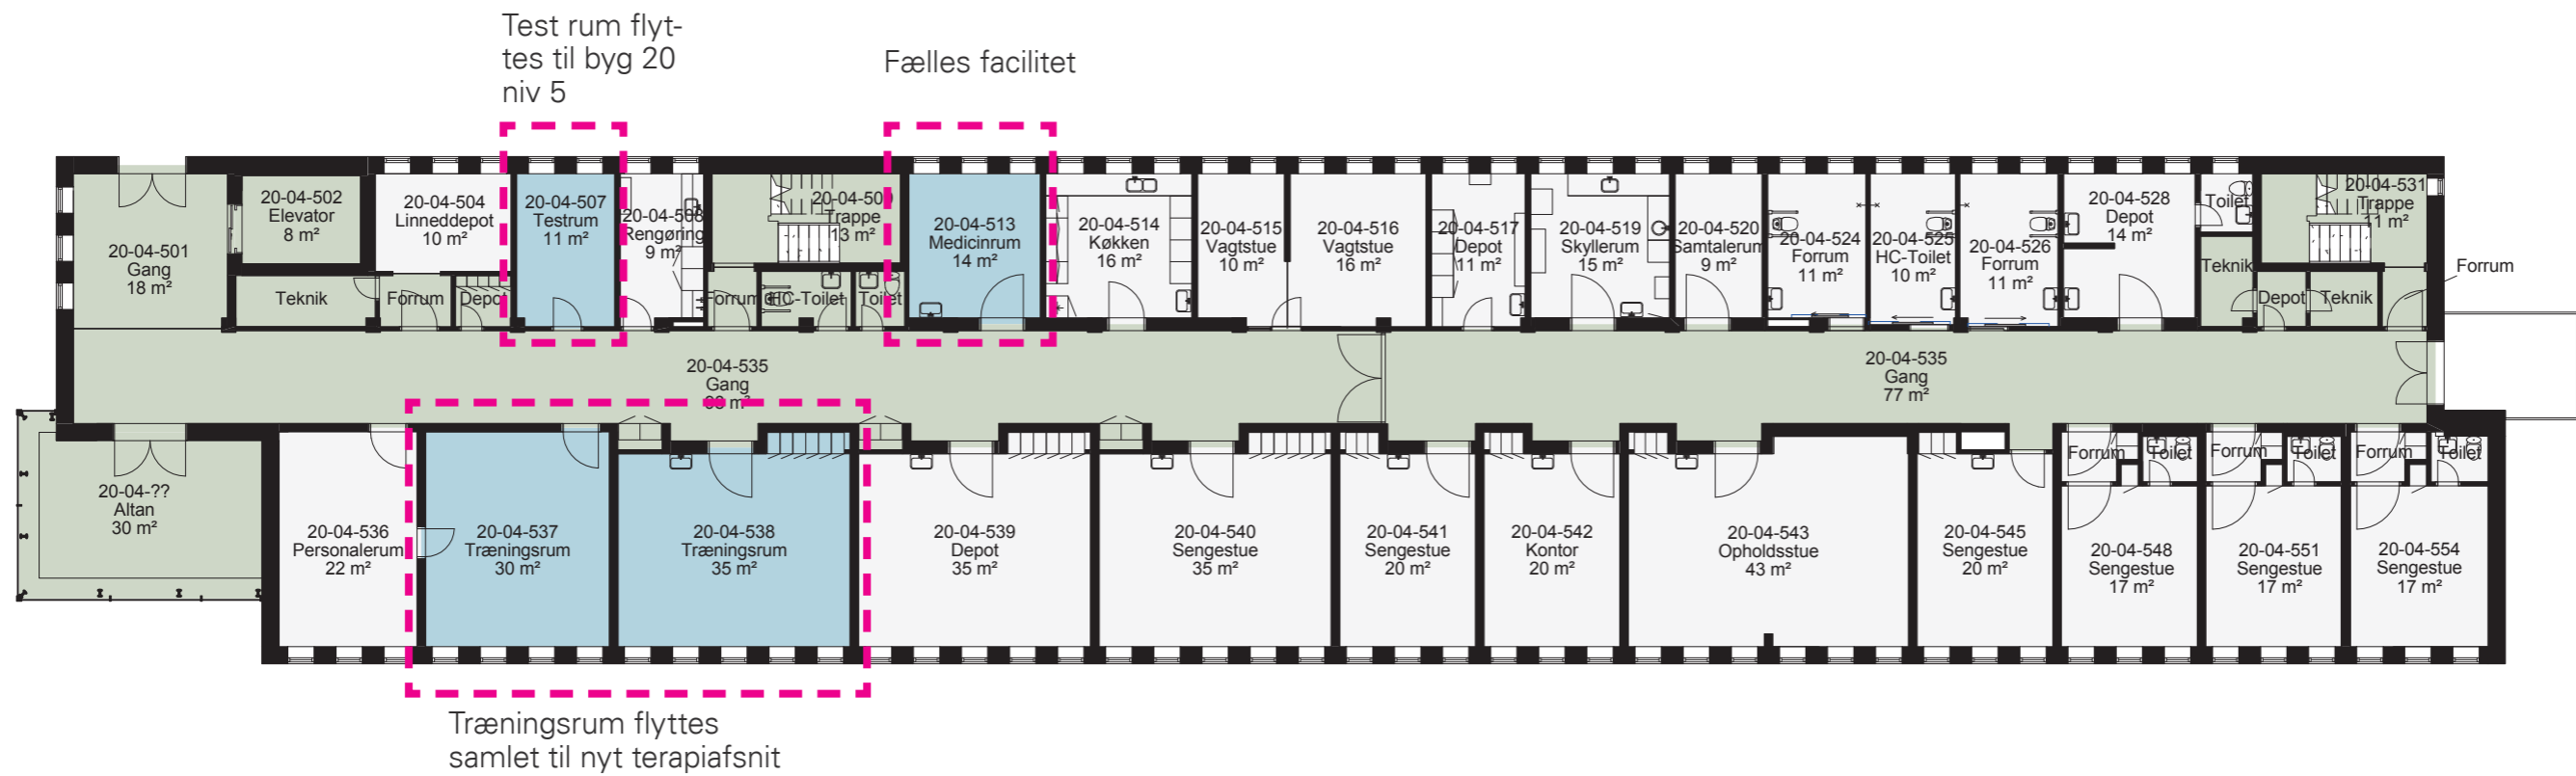 Test rum flyt-
tes til byg 20
niv 5
Fælles facilitet
20-04-501
Gang
18 m²
20-04-502
Elevator
8 m²
Teknik
20-04-504
Linneddepot
10 m²
Forrum
Depot
20-04-507
Testrum
11 m²
20-04-508
Rengøring
9 m²
20-04-509
Trappe
13 m²
Forrum
HC-Toilet
Toilet
20-04-513
Medicinrum
14 m²
20-04-514
Køkken
16 m²
20-04-515
Vagtstue
10 m²
20-04-516
Vagtstue
16 m²
20-04-517
Depot
11 m²
20-04-519
Skyllerum
15 m²
20-04-520
Samtalerum
9 m²
20-04-524
Forrum
11 m²
20-04-525
HC-Toilet
10 m²
20-04-526
Forrum
11 m²
20-04-528
Depot
14 m²
Toilet
Teknik
20-04-531
Trappe
11 m²
Depot
Teknik
Forrum
20-04-535
Gang
m²
20-04-535
Gang
77 m²
20-04-??
Altan
30 m²
20-04-536
Personalerum
22 m²
20-04-537
Træningsrum
30 m²
20-04-538
Træningsrum
35 m²
20-04-539
Depot
35 m²
20-04-540
Sengestue
35 m²
20-04-541
Sengestue
20 m²
20-04-542
Kontor
20 m²
20-04-543
Opholdsstue
43 m²
20-04-545
Sengestue
20 m²
Forrum
Toilet
20-04-548
Sengestue
17 m²
Forrum
Toilet
20-04-551
Sengestue
17 m²
Forrum
Toilet
20-04-554
Sengestue
17 m²
Træningsrum flyttes
samlet til nyt terapiafsnit